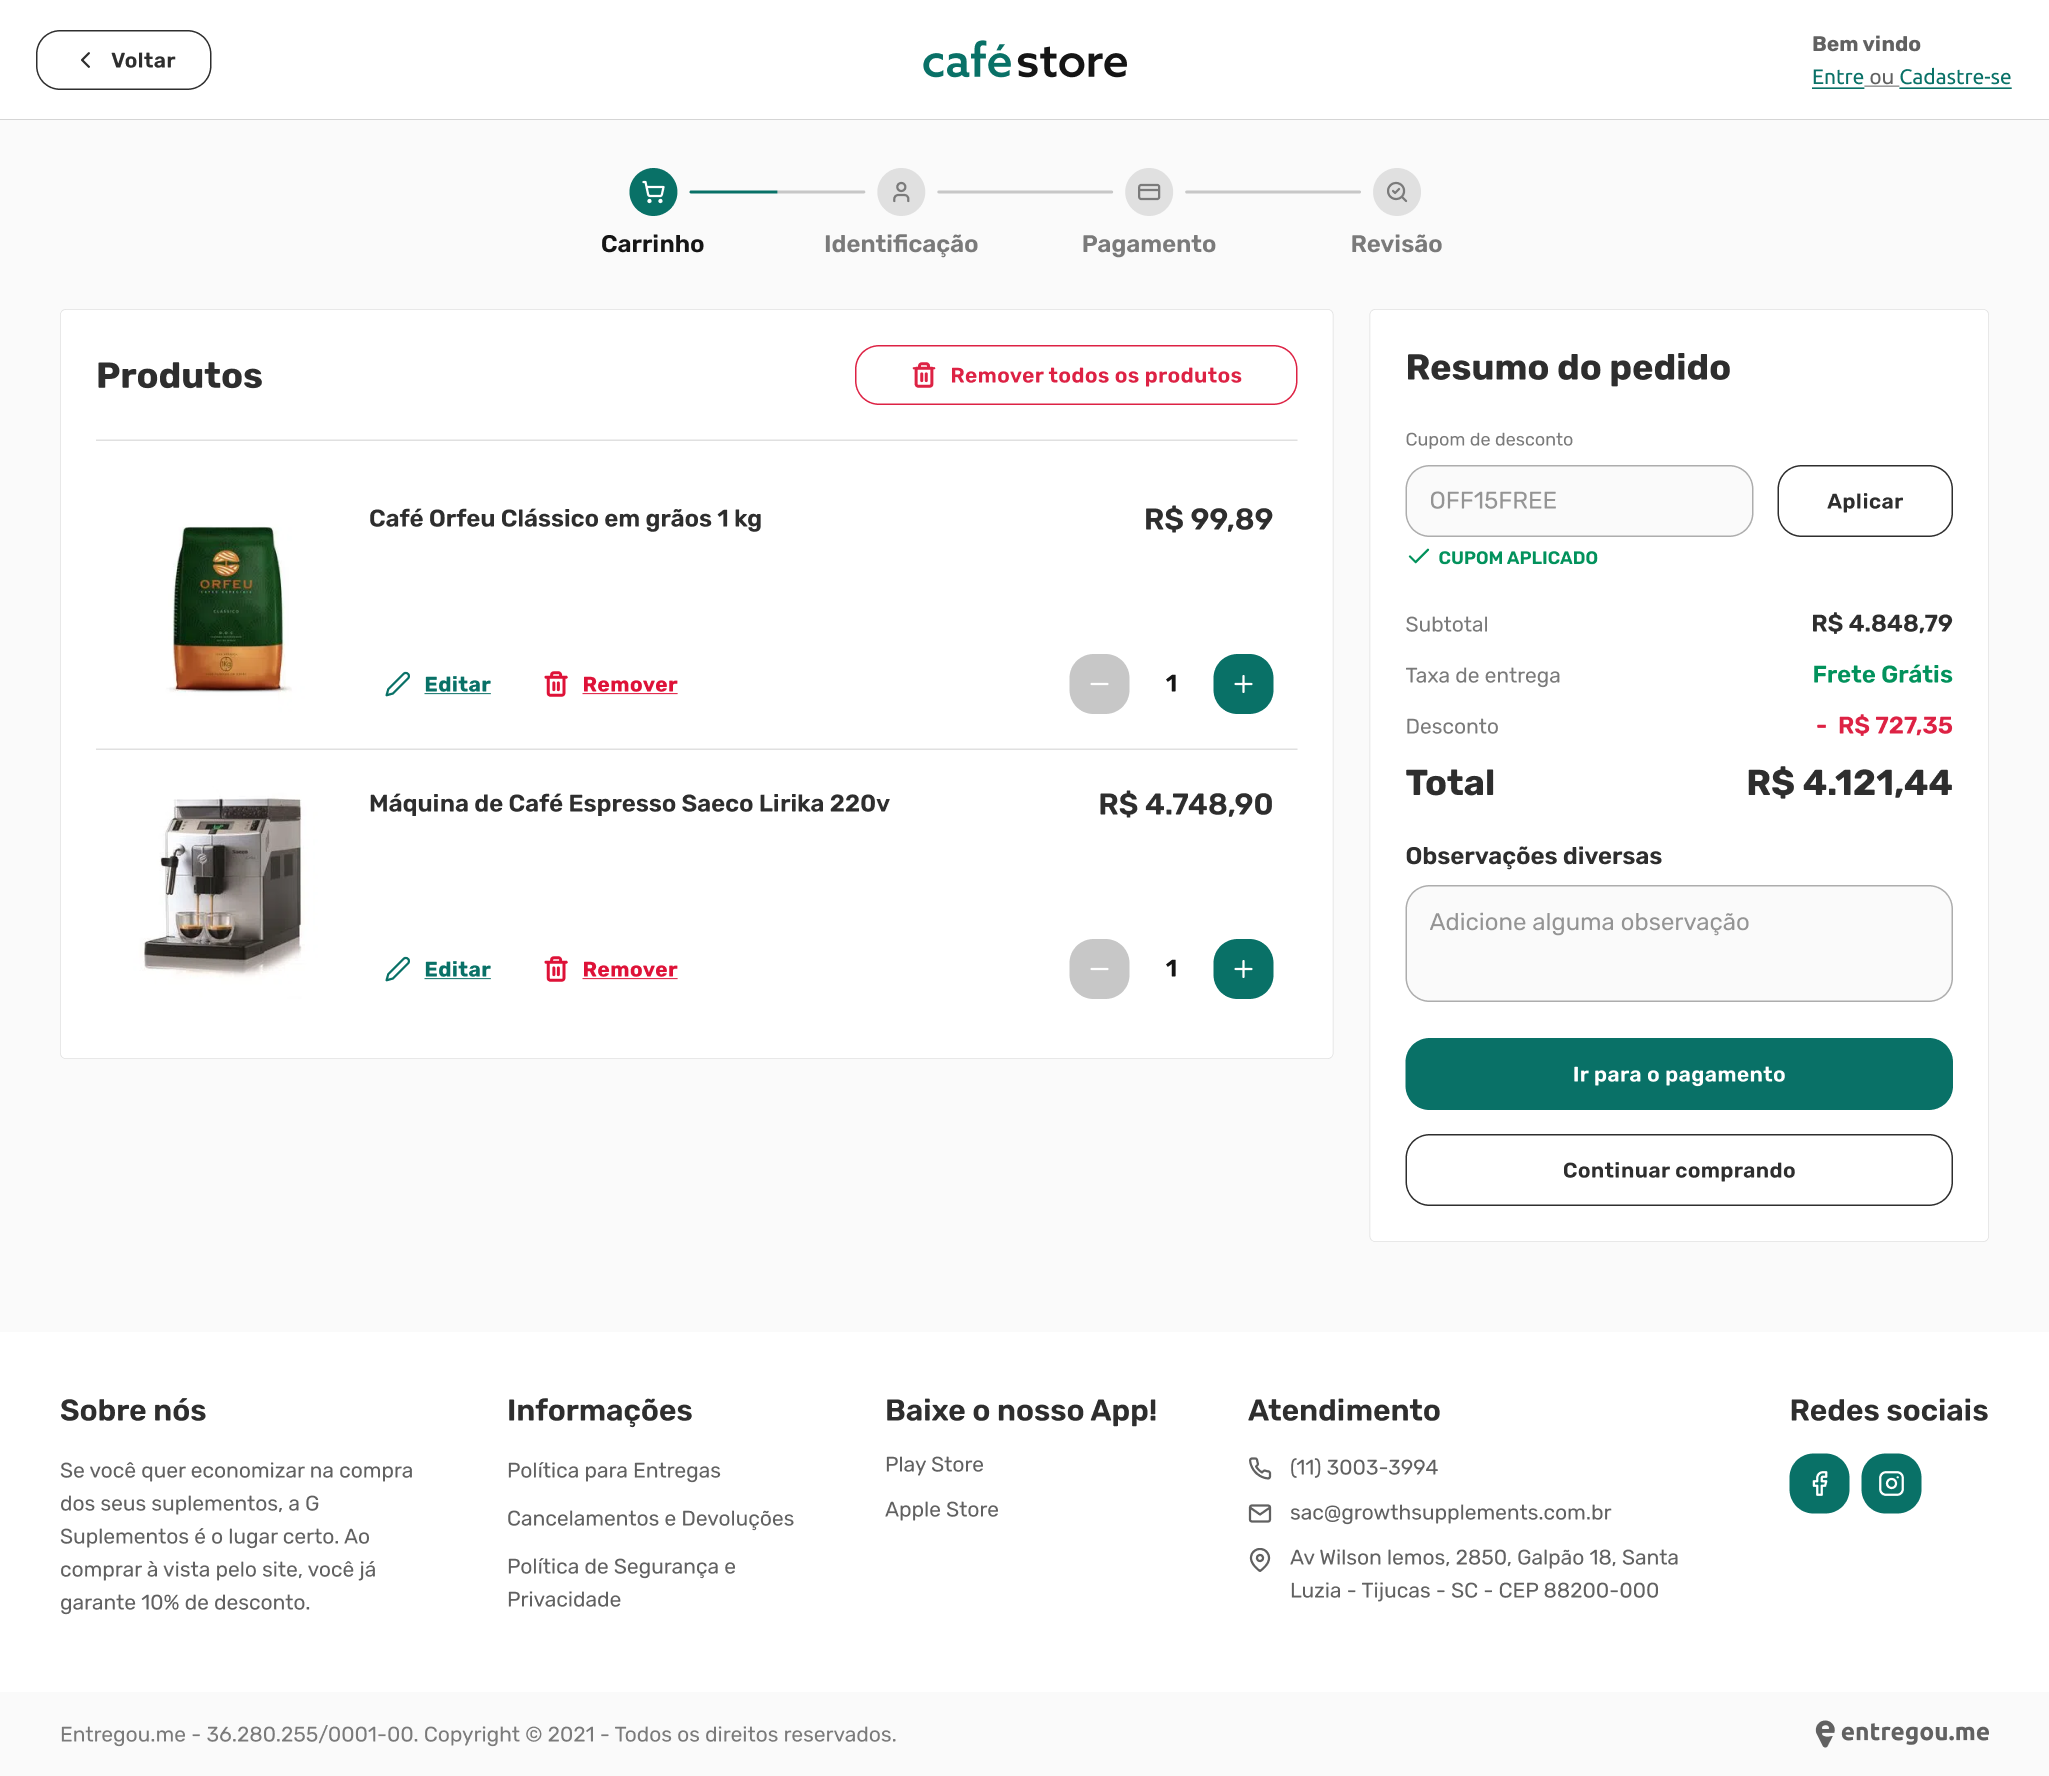 Voltar
caféstore
Bem vindo
Entre ou Cadastre-se
Carrinho
Identificação
Pagamento
Revisão
Produtos
Remover todos os produtos
Café Orfeu Clássico em grãos 1 kg
R$ 99,89
ORFEU
CLÁSSICO
Editar
Remover
1
Máquina de Café Espresso Saeco Lirika 220v
R$ 4.748,90
Editar
Remover
1
Resumo do pedido
Cupom de desconto
OFF15FREE
Aplicar
CUPOM APLICADO
Subtotal
R$ 4.848,79
Taxa de entrega
Frete Grátis
Desconto
- R$ 727,35
Total
R$ 4.121,44
Observações diversas
Adicione alguma observação
Ir para o pagamento
Continuar comprando
Sobre nós
Se você quer economizar na compra
dos seus suplementos, a G
Suplementos é o lugar certo. Ao
comprar à vista pelo site, você já
garante 10% de desconto.
Informações
Política para Entregas
Cancelamentos e Devoluções
Política de Segurança e
Privacidade
Baixe o nosso App!
Play Store
Apple Store
Atendimento
(11) 3003-3994
sac@growthsupplements.com.br
Av Wilson lemos, 2850, Galpão 18, Santa
Luzia - Tijucas - SC - CEP 88200-000
Redes sociais
Entregou.me - 36.280.255/0001-00. Copyright © 2021 - Todos os direitos reservados.
entregou.me